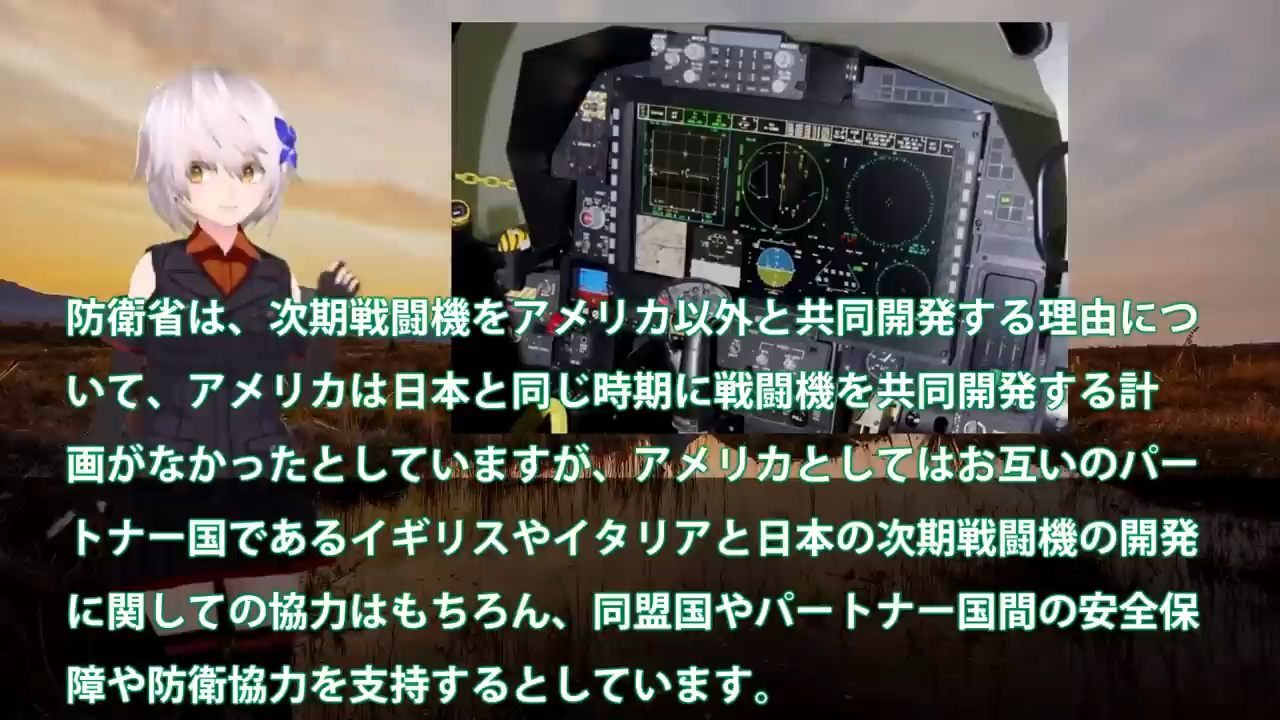 防衛省は、次期戦闘機をアメリカ以外と共同開発する理由につ
いて、アメリカは日本と同じ時期に戦闘機を共同開発する計
画がなかったとしていますが、アメリカとしてはお互いのパー
トナー国であるイギリスやイタリアと日本の次期戦闘機の開発
に関しての協力はもちろん、同盟国やパートナー国間の安全保
障や防衛協力を支持するとしています。